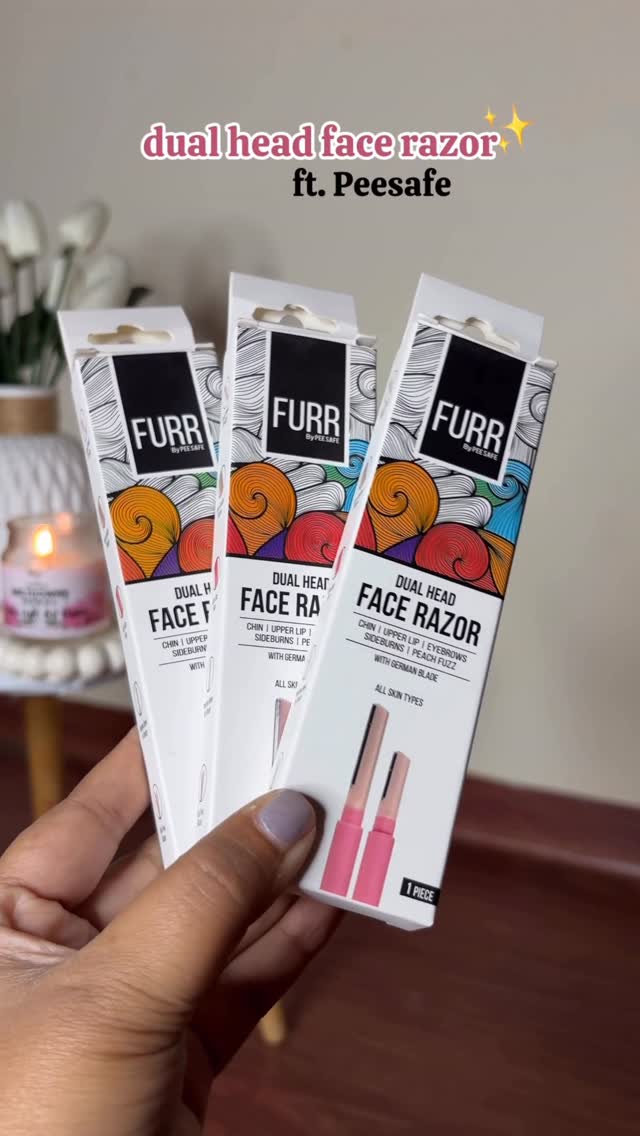 dual head face razor
ft. Peesafe
FURR
By PEESAFE
DUAL H
FACE R
CHIN | UPPER
SIDEBURNS |
WITH
FURR
By PEESAFE
DUAL HEAD
FACE RA
CHIN | UPPER LIP |
SIDEBURNS | PE
WITH GERMA
ALL SKIN
FURR
By PEESAFE
DUAL HEAD
FACE RAZOR
CHIN | UPPER LIP | EYEBROWS
SIDEBURNS | PEACH FUZZ
WITH GERMAN BLADE
ALL SKIN TYPES
1 PIECE